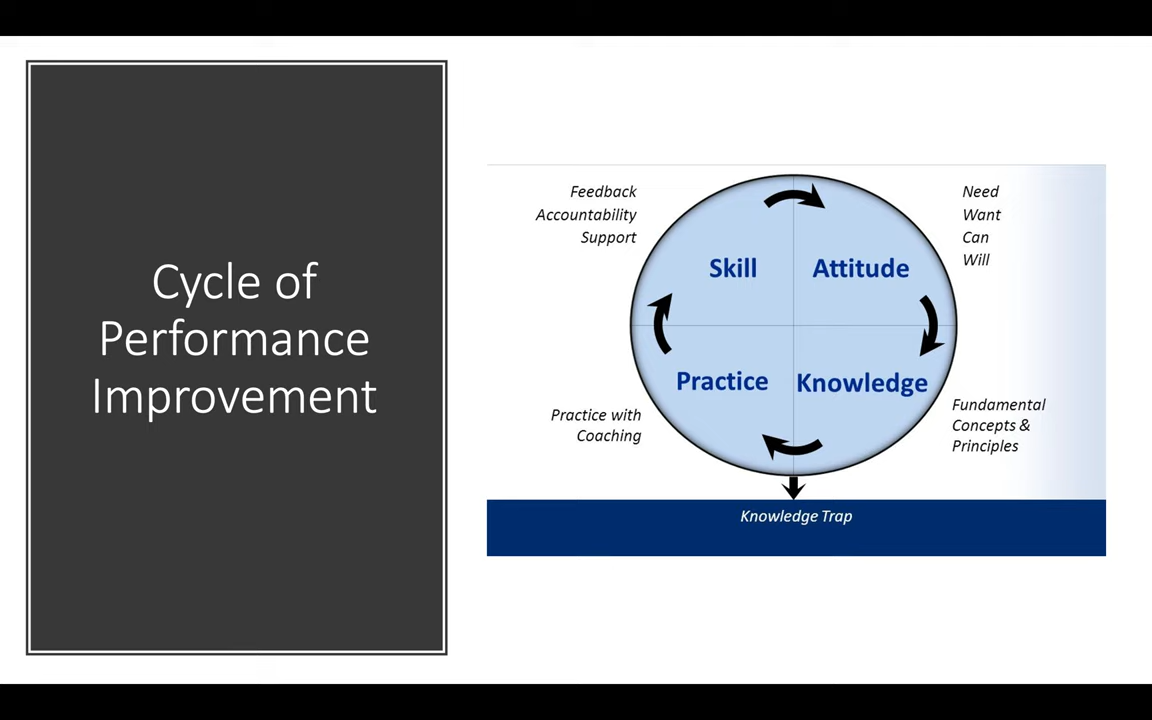 Cycle of
Performance
Improvement
Feedback
Accountability
Support
Need
Want
Can
Will
Skill
Attitude
Practice
Knowledge
Practice with
Coaching
Fundamental
Concepts &
Principles
Knowledge Trap